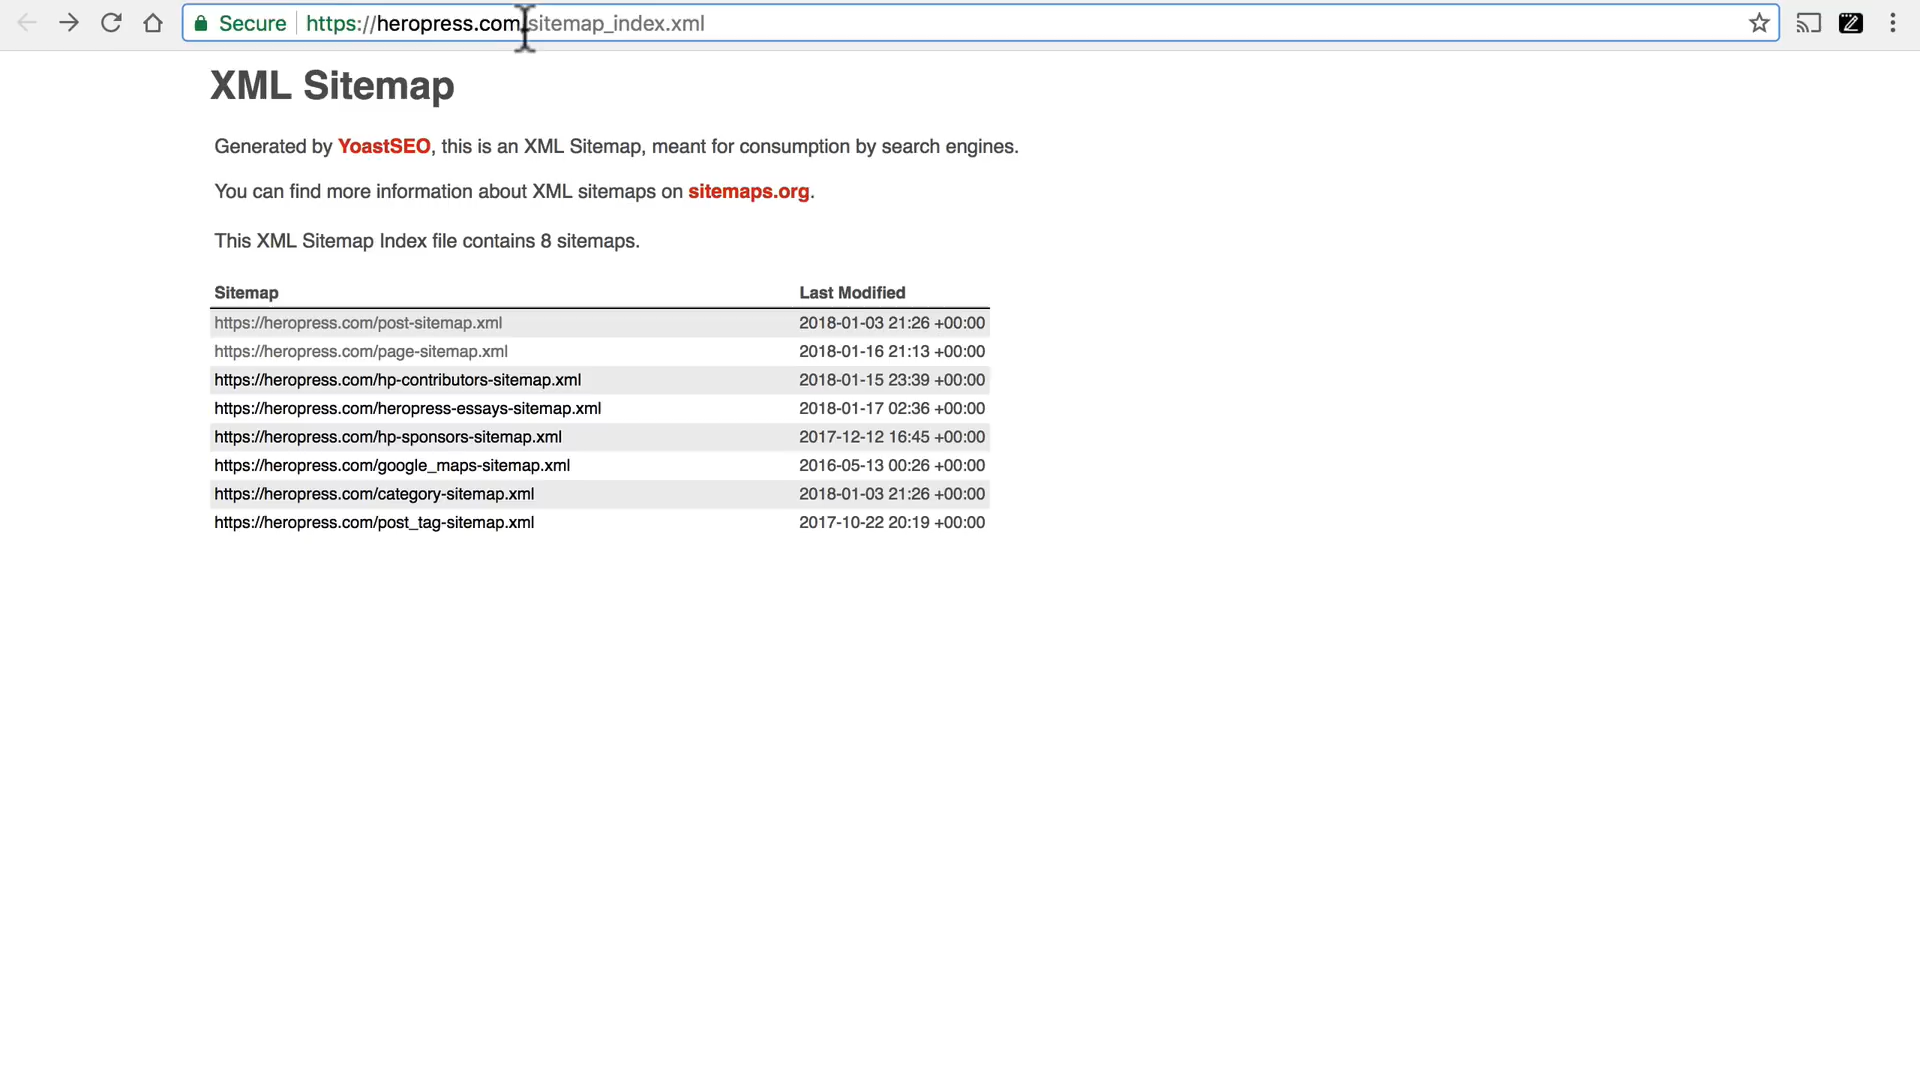 Secure https://heropress.com/sitemap_index.xml
XML Sitemap
Generated by YoastSEO, this is an XML Sitemap, meant for consumption by search engines.
You can find more information about XML sitemaps on sitemaps.org.
This XML Sitemap Index file contains 8 sitemaps.
Sitemap Last Modified
https://heropress.com/post-sitemap.xml 2018-01-03 21:26 +00:00
https://heropress.com/page-sitemap.xml 2018-01-16 21:13 +00:00
https://heropress.com/hp-contributors-sitemap.xml 2018-01-15 23:39 +00:00
https://heropress.com/heropress-essays-sitemap.xml 2018-01-17 02:36 +00:00
https://heropress.com/hp-sponsors-sitemap.xml 2017-12-12 16:45 +00:00
https://heropress.com/google_maps-sitemap.xml 2016-05-13 00:26 +00:00
https://heropress.com/category-sitemap.xml 2018-01-03 21:26 +00:00
https://heropress.com/post_tag-sitemap.xml 2017-10-22 20:19 +00:00